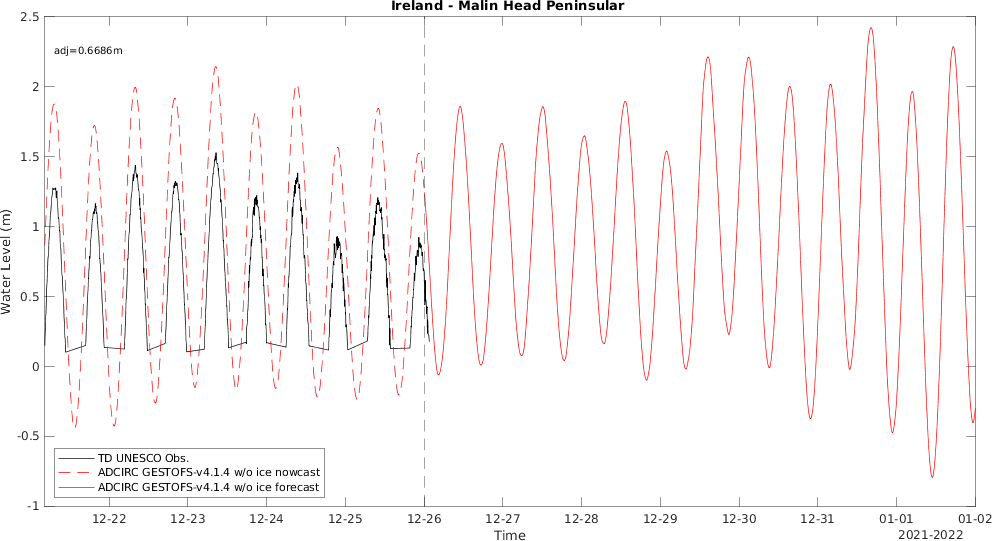 Ireland - Malin Head Peninsular
2.5
adj=0.6686m
2
1.5
1
0.5
0
-0.5
-1
Water Level (m)
TD UNESCO Obs.
ADCIRC GESTOFS-v4.1.4 w/o ice nowcast
ADCIRC GESTOFS-v4.1.4 w/o ice forecast
12-22 12-23 12-24 12-25 12-26 12-27 12-28 12-29 12-30 12-31 01-01 01-02
Time
2021-2022